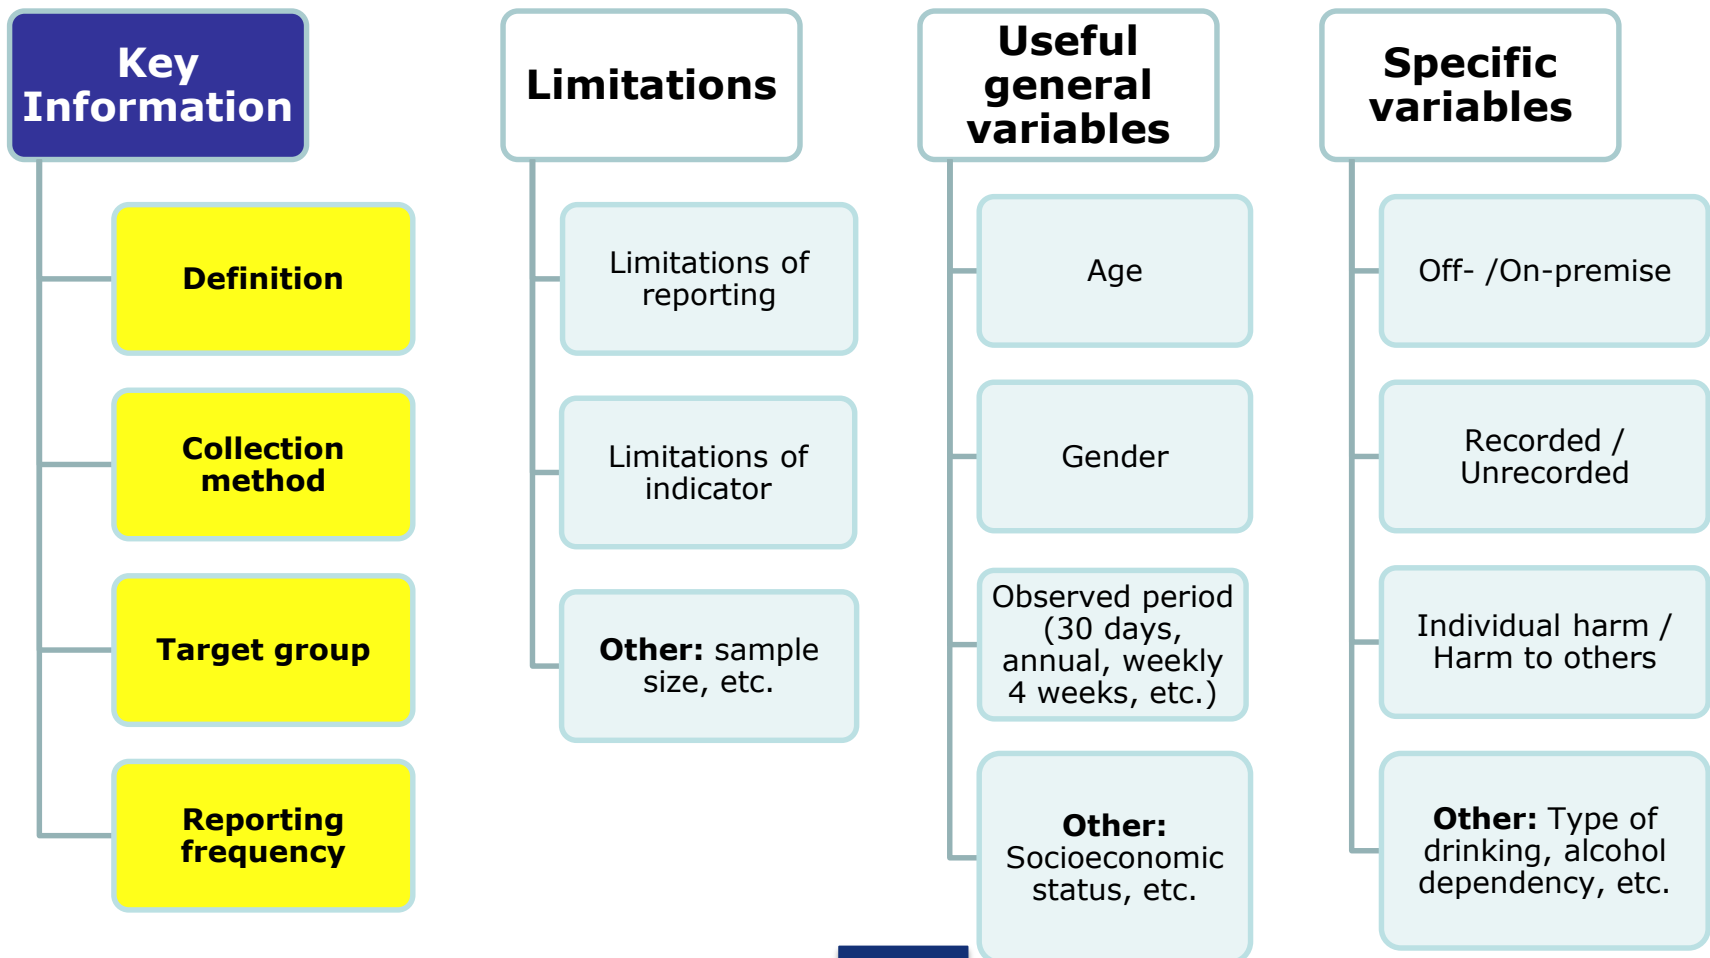 Key
Information
Definition
Collection
method
Target group
Reporting
frequency
Limitations
Limitations of
reporting
Limitations of
indicator
Other: sample
size, etc.
Useful
general
variables
Age
Gender
Observed period
(30 days,
annual, weekly
4 weeks, etc.)
Other:
Socioeconomic
status, etc.
Specific
variables
Off- /On-premise
Recorded /
Unrecorded
Individual harm /
Harm to others
Other: Type of
drinking, alcohol
dependency, etc.